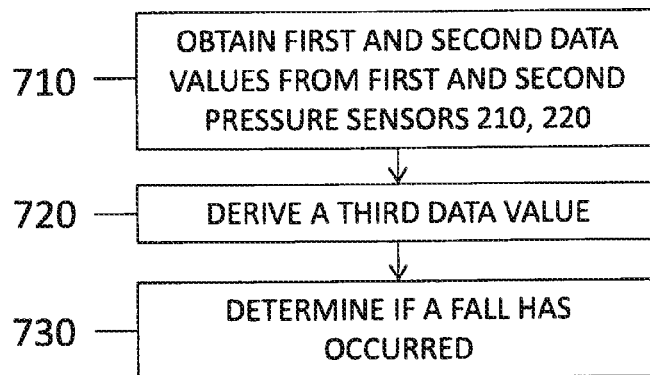 710
OBTAIN FIRST AND SECOND DATA
VALUES FROM FIRST AND SECOND
PRESSURE SENSORS 210, 220
720
DERIVE A THIRD DATA VALUE
730
DETERMINE IF A FALL HAS
OCCURRED